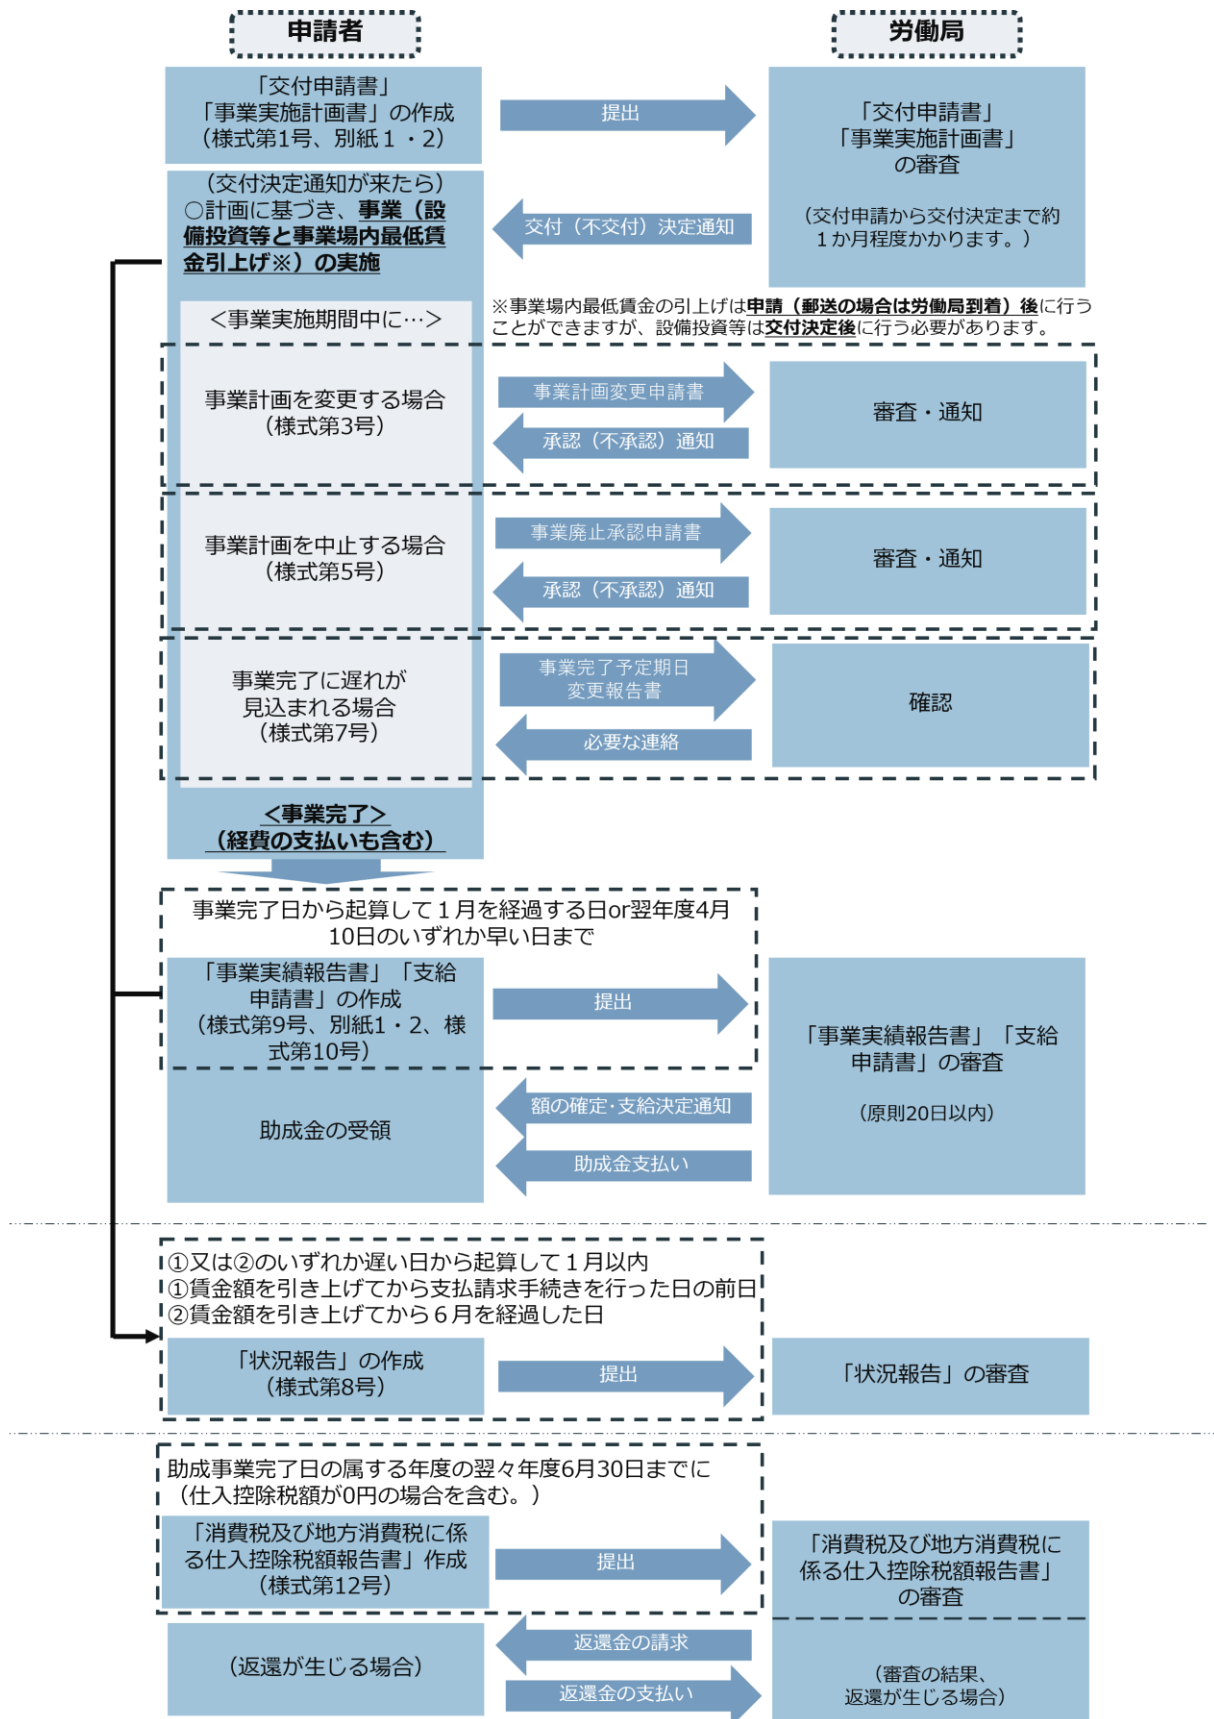 申請者
労働局
「交付申請書」
「事業実施計画書」の作成
（様式第1号、別紙１・2）
提出
「交付申請書」
「事業実施計画書」
の審査
（交付申請から交付決定まで約
１か月程度かかります。）
（交付決定通知が来たら）
○計画に基づき、事業（設
備投資等と事業場内最低賃
金引上げ※）の実施
交付（不交付）決定通知
※事業場内最低賃金の引上げは申請（郵送の場合は労働局到着）後に行う
ことができますが、設備投資等は交付決定後に行う必要があります。
＜事業実施期間中に…＞
事業計画を変更する場合
（様式第3号）
事業計画変更申請書
承認（不承認）通知
審査・通知
事業計画を中止する場合
（様式第5号）
事業廃止承認申請書
承認（不承認）通知
審査・通知
事業完了に遅れが
見込まれる場合
（様式第7号）
事業完了予定期日
変更報告書
必要な連絡
確認
＜事業完了＞
（経費の支払いも含む）
事業完了日から起算して１月を経過する日or翌年度4月
10日のいずれか早い日まで
「事業実績報告書」「支給
申請書」の作成
（様式第9号、別紙1・2、様
式第10号）
提出
「事業実績報告書」「支給
申請書」の審査
（原則20日以内）
助成金の受領
額の確定･支給決定通知
助成金支払い
①又は②のいずれか遅い日から起算して１月以内
①賃金額を引き上げてから支払請求手続きを行った日の前日
②賃金額を引き上げてから６月を経過した日
「状況報告」の作成
（様式第8号）
提出
「状況報告」の審査
助成事業完了日の属する年度の翌々年度6月30日までに
（仕入控除税額が0円の場合を含む。）
「消費税及び地方消費税に係
る仕入控除税額報告書」作成
（様式第12号）
提出
「消費税及び地方消費税に
係る仕入控除税額報告書」
の審査
（返還が生じる場合）
返還金の請求
返還金の支払い
（審査の結果、
返還が生じる場合）